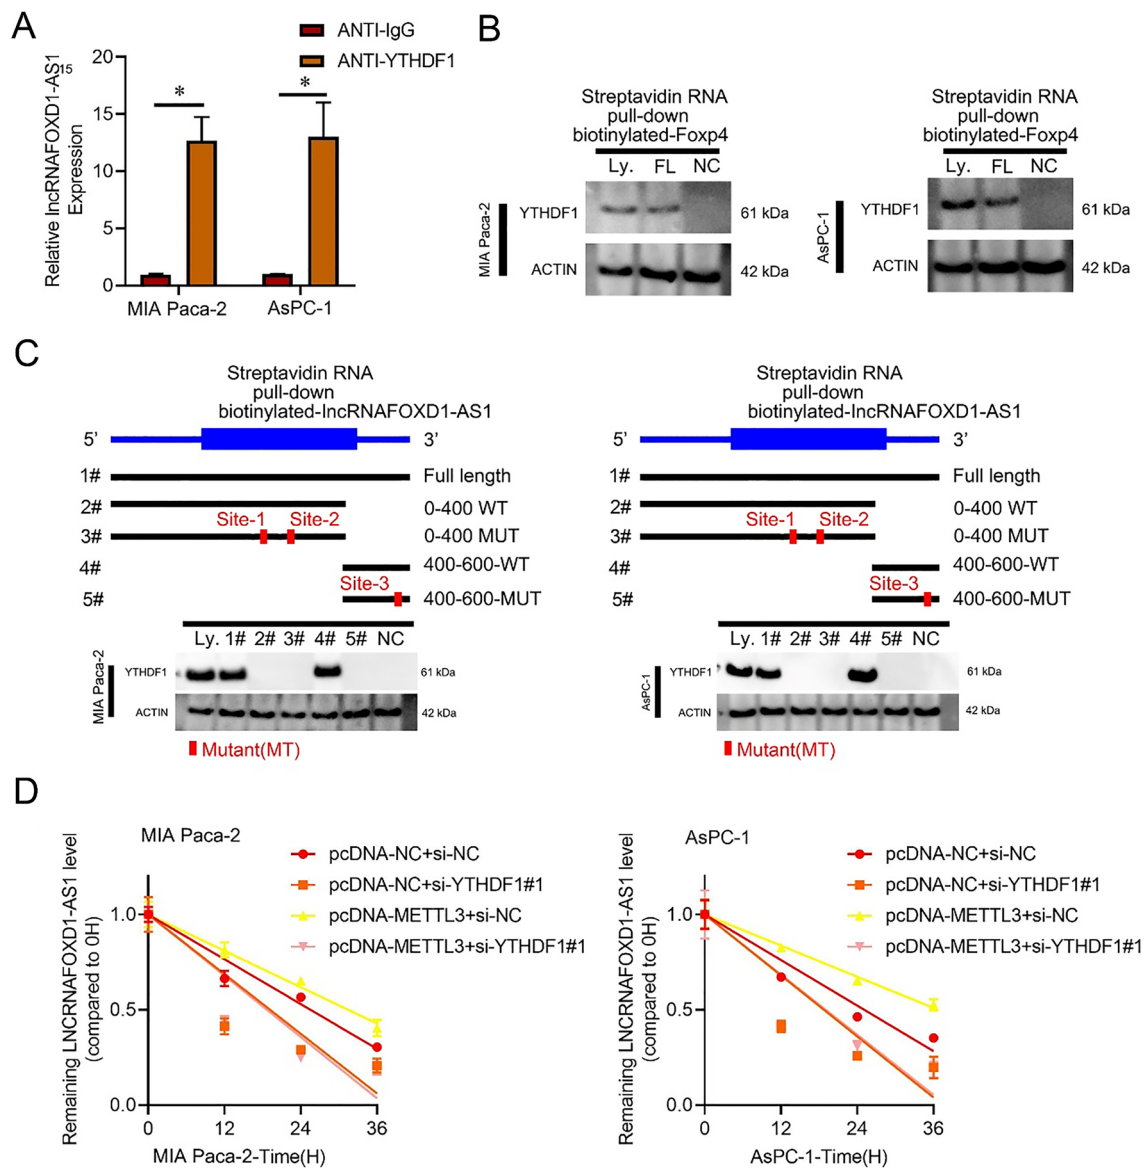 A
ANTI-IgG
ANTI-YTHDF1
Relative lncRNAFOXD1-AS1
Expression
20
15
15
10
5
0
*
*
MIA Paca-2
AsPC-1
B
Streptavidin RNA
pull-down
biotinylated-Foxp4
Ly. FL NC
MIA Paca-2
YTHDF1
61 kDa
ACTIN
42 kDa
Streptavidin RNA
pull-down
biotinylated-Foxp4
Ly. FL NC
AsPC-1
YTHDF1
61 kDa
ACTIN
42 kDa
C
Streptavidin RNA
pull-down
biotinylated-lncRNAFOXD1-AS1
5’ 3’
1# Full length
2# 0-400 WT
Site-1 Site-2
3# 0-400 MUT
4# 400-600-WT
Site-3
5# 400-600-MUT
Ly. 1# 2# 3# 4# 5# NC
MIA Paca-2
YTHDF1 61 kDa
ACTIN 42 kDa
Mutant(MT)
Streptavidin RNA
pull-down
biotinylated-lncRNAFOXD1-AS1
5’ 3’
1# Full length
2# 0-400 WT
Site-1 Site-2
3# 0-400 MUT
4# 400-600-WT
Site-3
5# 400-600-MUT
Ly. 1# 2# 3# 4# 5# NC
AsPC-1
YTHDF1 61 kDa
ACTIN 42 kDa
Mutant(MT)
D
MIA Paca-2
pcDNA-NC+si-NC
pcDNA-NC+si-YTHDF1#1
pcDNA-METTL3+si-NC
pcDNA-METTL3+si-YTHDF1#1
Remaining LNCRNAFOXD1-AS1 level
(compared to 0H)
1.0
0.5
0.0
0 12 24 36
MIA Paca-2-Time(H)
AsPC-1
pcDNA-NC+si-NC
pcDNA-NC+si-YTHDF1#1
pcDNA-METTL3+si-NC
pcDNA-METTL3+si-YTHDF1#1
Remaining LNCRNAFOXD1-AS1 level
(compared to 0H)
1.0
0.5
0.0
0 12 24 36
AsPC-1-Time(H)